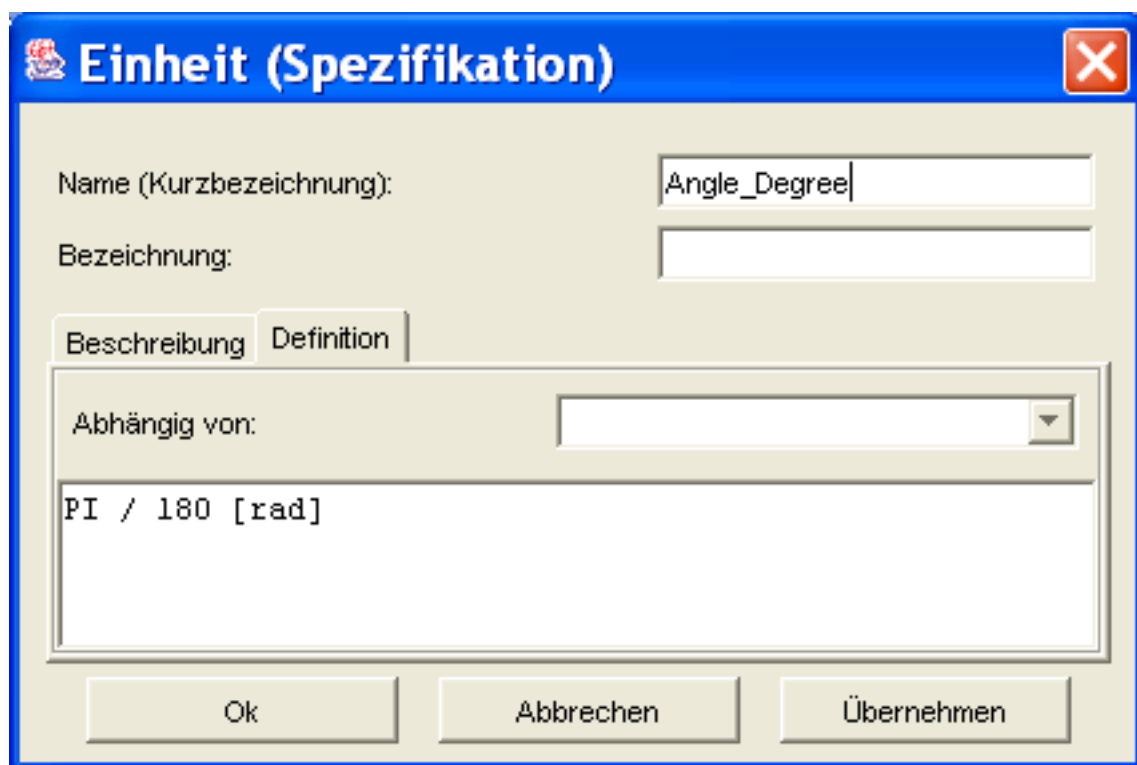 Einheit (Spezifikation)
Name (Kurzbezeichnung): Angle_Degree
Bezeichnung:
Beschreibung Definition
Abhängig von:
PI / 180 [rad]
Ok Abbrechen Übernehmen